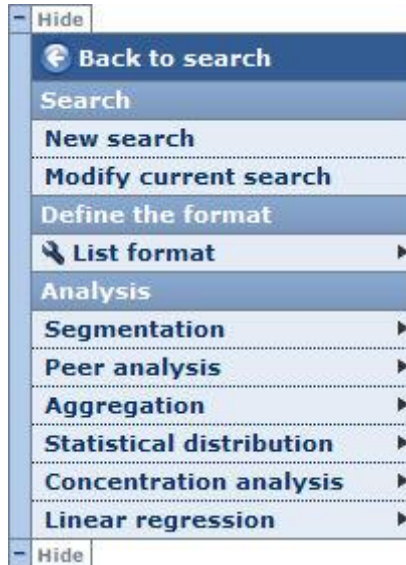 Hide
Back to search
Search
New search
Modify current search
Define the format
List format
Analysis
Segmentation
Peer analysis
Aggregation
Statistical distribution
Concentration analysis
Linear regression
Hide